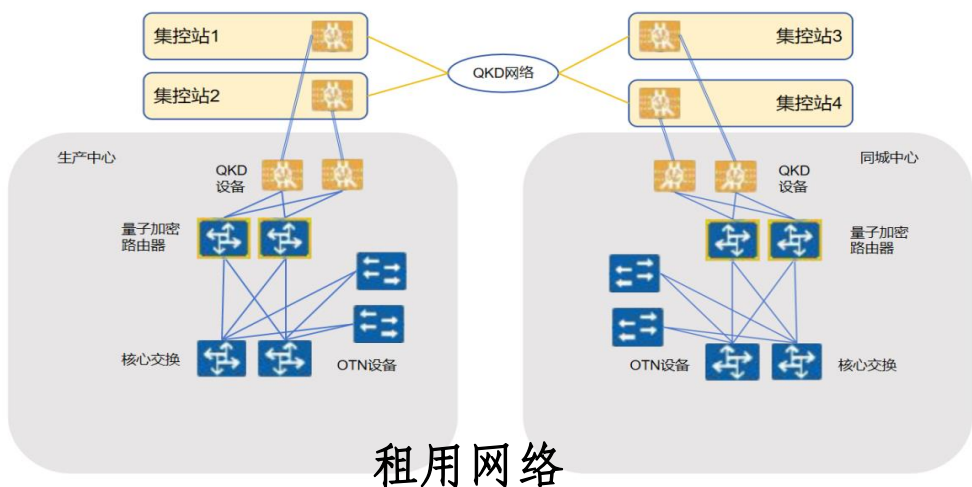 集控站1
集控站3
QKD网络
集控站2
集控站4
生产中心
同城中心
QKD
设备
QKD
设备
量子加密
路由器
量子加密
路由器
核心交换
OTN设备
OTN设备
核心交换
租用网络